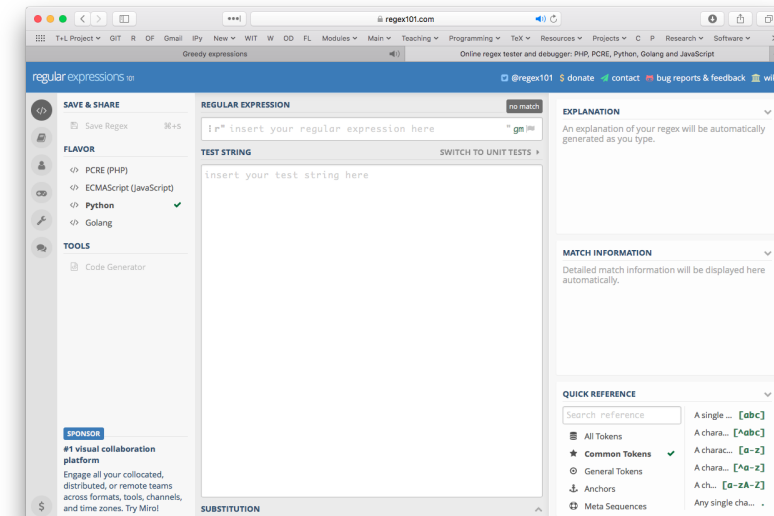 regex101.com
T+L Project GIT R OF Gmail IPy New WIT W OD FL Modules Main Teaching Programming TeX Resources Projects C P Research Software
Greedy expressions
Online regex tester and debugger: PHP, PCRE, Python, Golang and JavaScript
regular expressions 101
@regex101 $ donate contact bug reports & feedback wi
SAVE & SHARE
Save Regex ⌘+s
FLAVOR
</> PCRE (PHP)
</> ECMAScript (JavaScript)
</> Python
</> Golang
TOOLS
Code Generator
SPONSOR
#1 visual collaboration
platform
Engage all your collocated,
distributed, or remote teams
across formats, tools, channels,
and time zones. Try Miro!
$
REGULAR EXPRESSION
no match
r" insert your regular expression here " gm
TEST STRING
SWITCH TO UNIT TESTS
insert your test string here
SUBSTITUTION
EXPLANATION
An explanation of your regex will be automatically
generated as you type.
MATCH INFORMATION
Detailed match information will be displayed here
automatically.
QUICK REFERENCE
Search reference
All Tokens
Common Tokens
General Tokens
Anchors
Meta Sequences
A single ... [abc]
A chara... [^abc]
A charac... [a-z]
A chara... [^a-z]
A ch... [a-zA-Z]
Any single cha... .